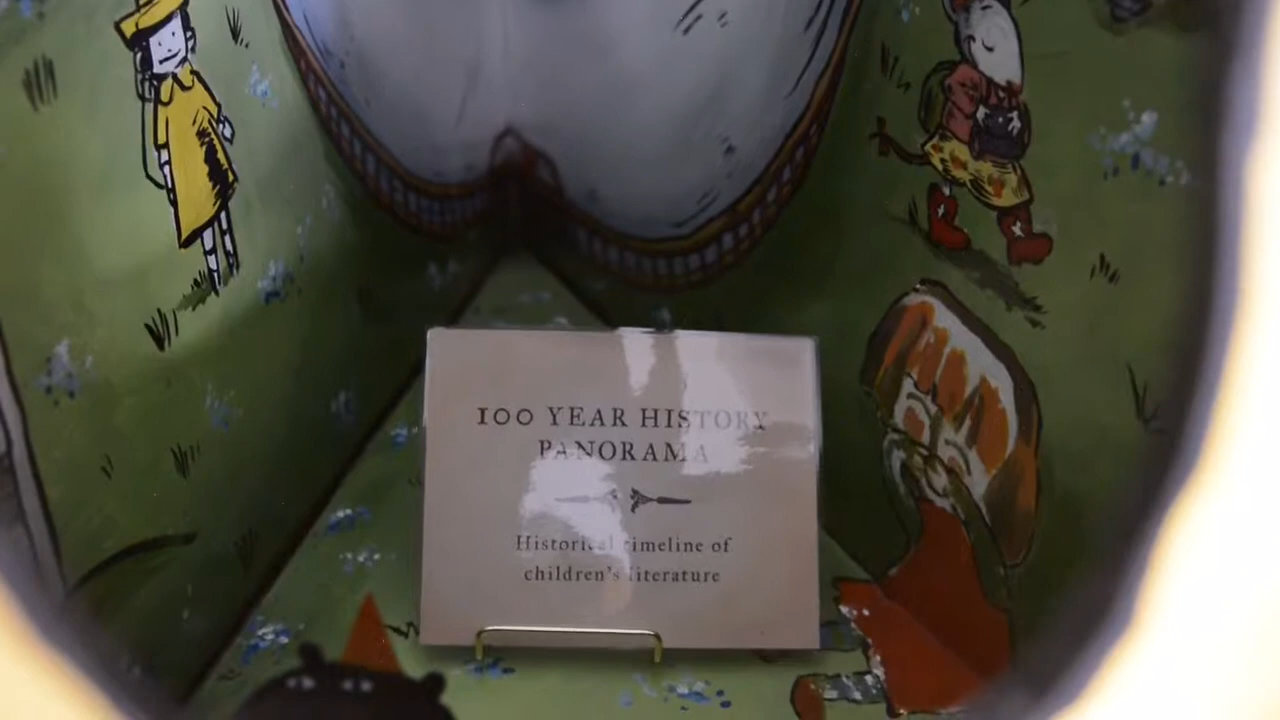 100 YEAR HISTORY
PANORAMA
Historical timeline of
children's literature